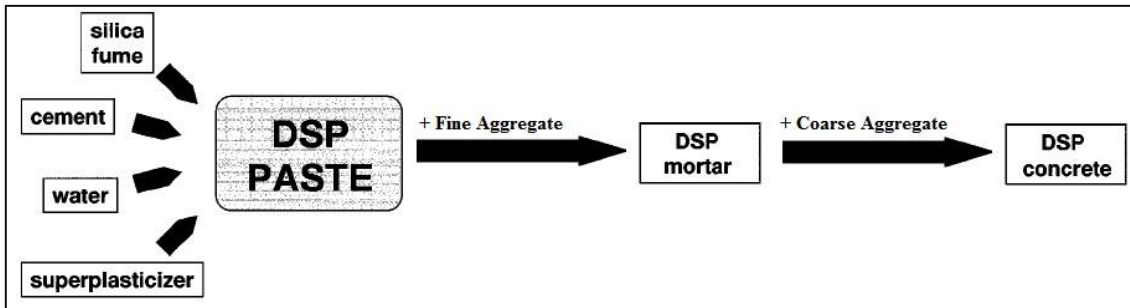 silica
fume
cement
water
superplasticizer
DSP
PASTE
+ Fine Aggregate
DSP
mortar
+ Coarse Aggregate
DSP
concrete